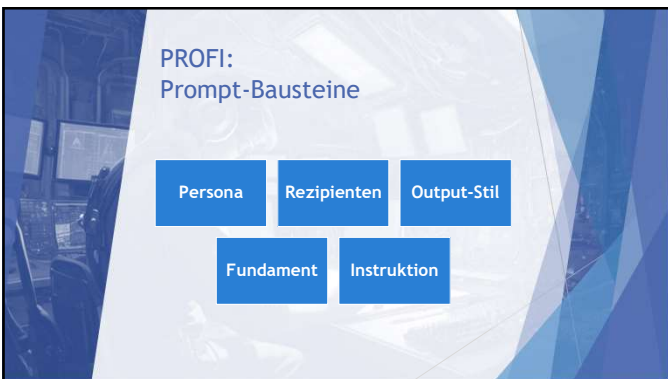 PROFI:
Prompt-Bausteine
Persona
Rezipienten
Output-Stil
Fundament
Instruktion